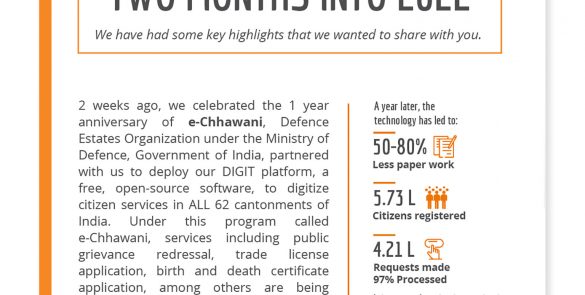 TWO MONTHS INTO 2022
We have had some key highlights that we wanted to share with you.
2 weeks ago, we celebrated the 1 year
anniversary of e-Chhawani, Defence
Estates Organization under the Ministry of
Defence, Government of India, partnered
with us to deploy our DIGIT platform, a
free, open-source software, to digitize
citizen services in ALL 62 cantonments of
India. Under this program called
e-Chhawani, services including public
grievance redressal, trade license
application, birth and death certificate
application, among others are being
A year later, the
technology has led to:
50-80%
Less paper work
5.73 L
Citizens registered
4.21 L
Requests made
97% Processed